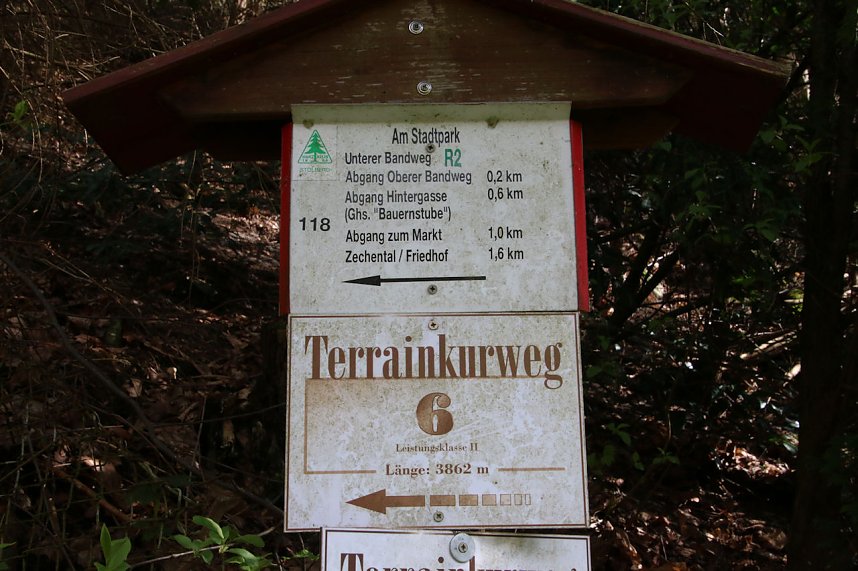 Am Stadtpark
Unterer Bandweg R2
Abgang Oberer Bandweg 0,2 km
Abgang Hintergasse 0,6 km
(Ghs. "Bauernstube")
118
Abgang zum Markt 1,0 km
Zechental / Friedhof 1,6 km
Terrainkurweg
6
Leistungsklasse II
Länge: 3862 m
Terrainkurweg